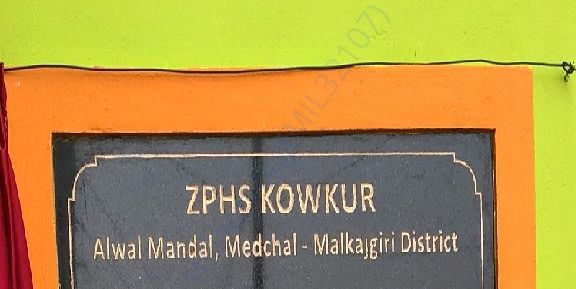 ZPHS KOWKUR
Alwal Mandal, Medchal - Malkajgiri District